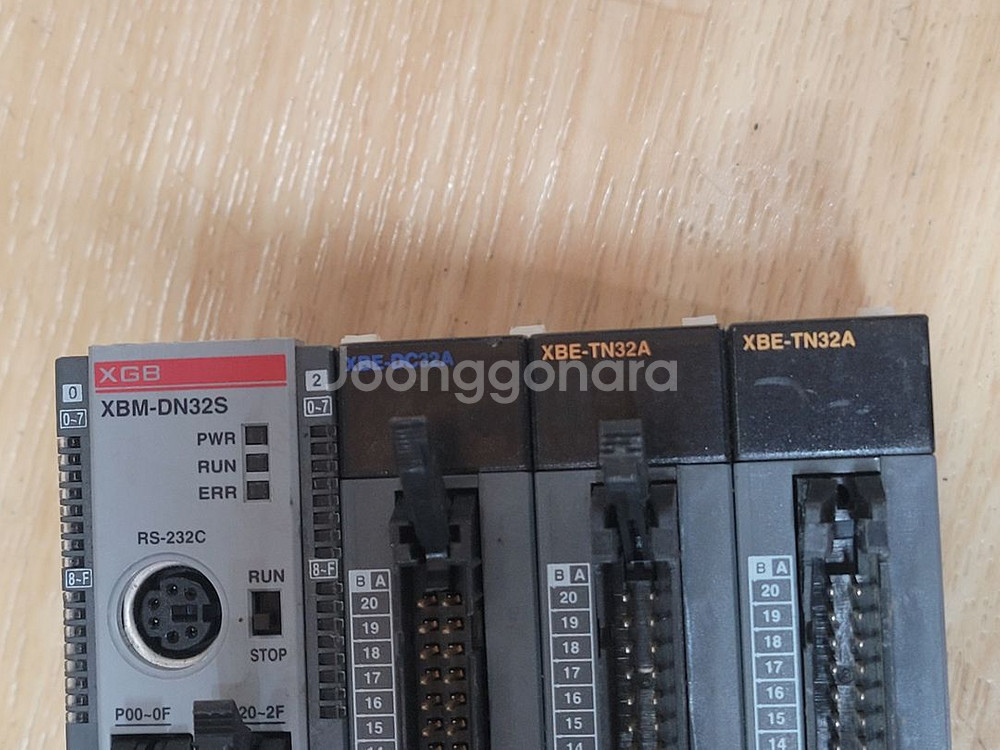 XGB
XBM-DN32S
PWR
RUN
ERR
RS-232C
RUN
STOP
P00~0F
20~2F
0
0~7
8~F
2
0~7
8~F
XBE-DC32A
B A
20
19
18
17
16
15
14
XBE-TN32A
B A
20
19
18
17
16
15
14
XBE-TN32A
B A
20
19
18
17
16
15
14
Joonggonara